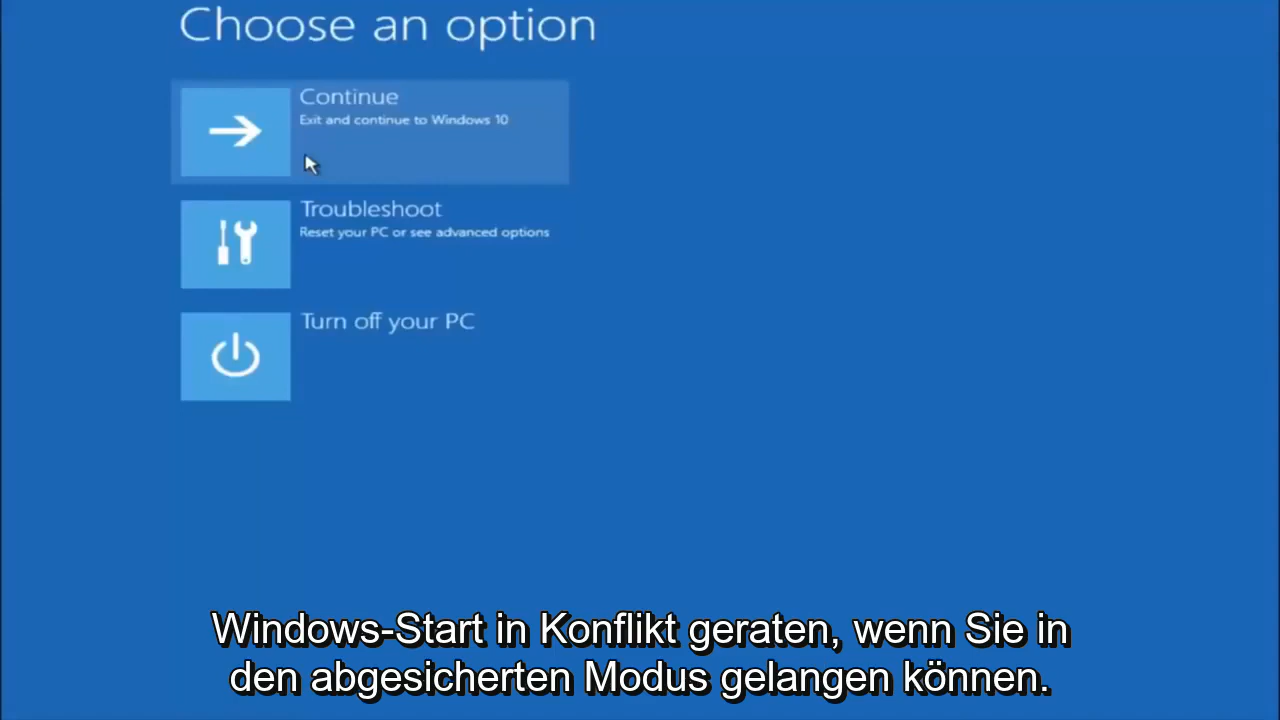 Choose an option
Continue
Exit and continue to Windows 10
Troubleshoot
Reset your PC or see advanced options
Turn off your PC
Windows-Start in Konflikt geraten, wenn Sie in
den abgesicherten Modus gelangen können.